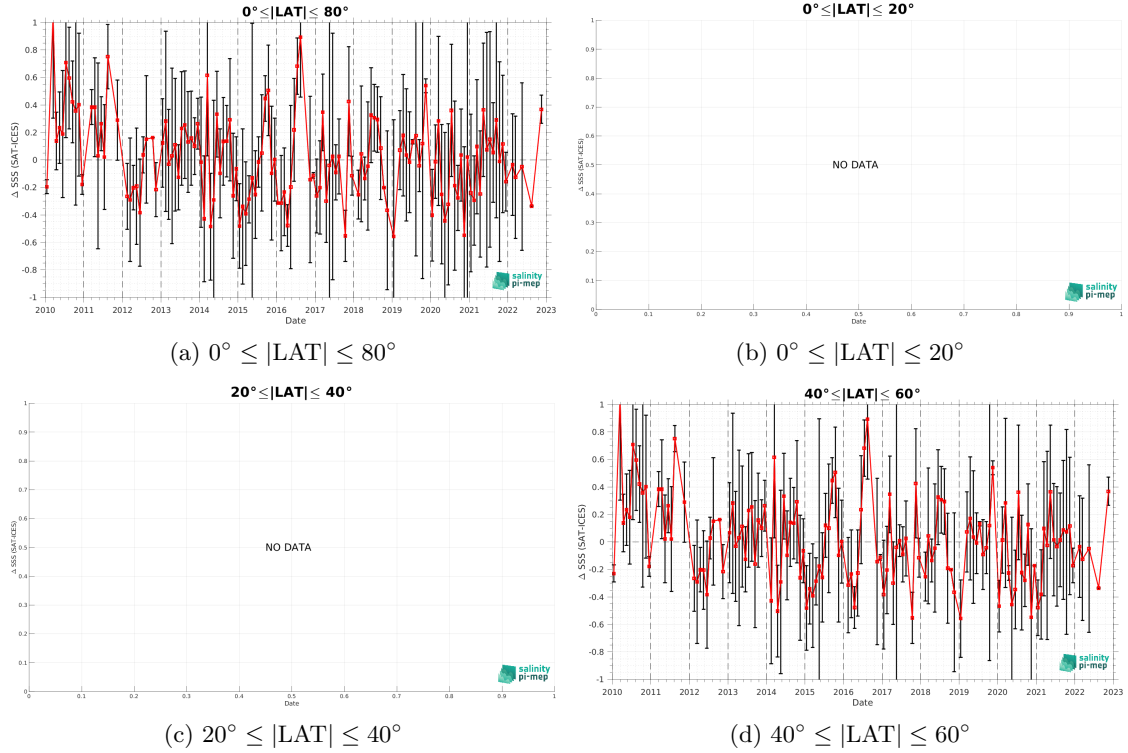 0°≤|LAT|≤ 80°
1
0.8
0.6
0.4
0.2
0
-0.2
-0.4
-0.6
-0.8
-1
Δ SSS (SAT-ICES)
2010 2011 2012 2013 2014 2015 2016 2017 2018 2019 2020 2021 2022 2023
Date
salinity
pi-mep
(a) 0° ≤ |LAT| ≤ 80°
0°≤|LAT|≤ 20°
1
0.9
0.8
0.7
0.6
0.5
0.4
0.3
0.2
0.1
0
Δ SSS (SAT-ICES)
NO DATA
0 0.1 0.2 0.3 0.4 0.5 0.6 0.7 0.8 0.9 1
Date
salinity
pi-mep
(b) 0° ≤ |LAT| ≤ 20°
20°≤|LAT|≤ 40°
1
0.9
0.8
0.7
0.6
0.5
0.4
0.3
0.2
0.1
0
Δ SSS (SAT-ICES)
NO DATA
0 0.1 0.2 0.3 0.4 0.5 0.6 0.7 0.8 0.9 1
Date
salinity
pi-mep
(c) 20° ≤ |LAT| ≤ 40°
40°≤|LAT|≤ 60°
1
0.8
0.6
0.4
0.2
0
-0.2
-0.4
-0.6
-0.8
-1
Δ SSS (SAT-ICES)
2010 2011 2012 2013 2014 2015 2016 2017 2018 2019 2020 2021 2022 2023
Date
salinity
pi-mep
(d) 40° ≤ |LAT| ≤ 60°